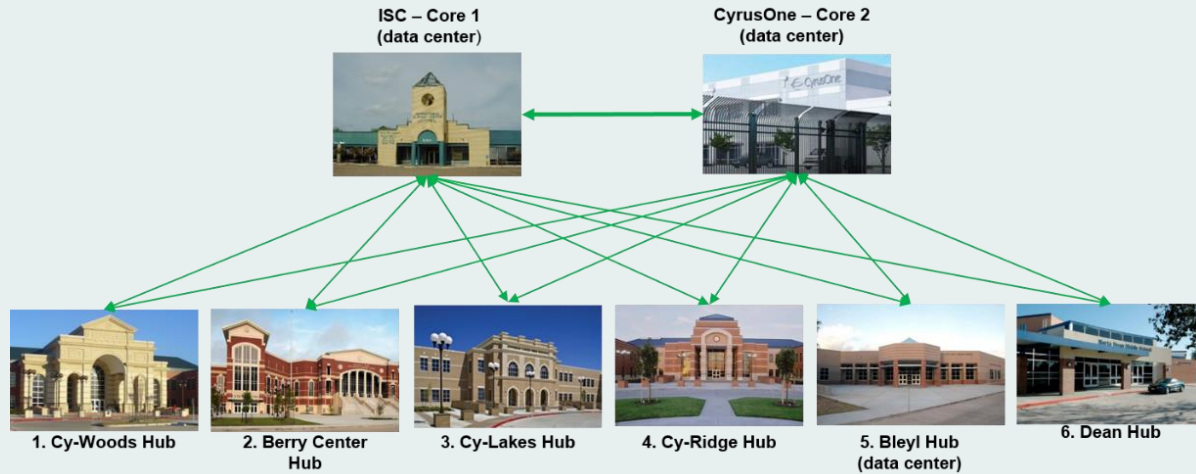 ISC – Core 1
(data center)
CyrusOne – Core 2
(data center)
CyrusOne
1. Cy-Woods Hub
2. Berry Center
Hub
3. Cy-Lakes Hub
4. Cy-Ridge Hub
5. Bleyl Hub
(data center)
6. Dean Hub